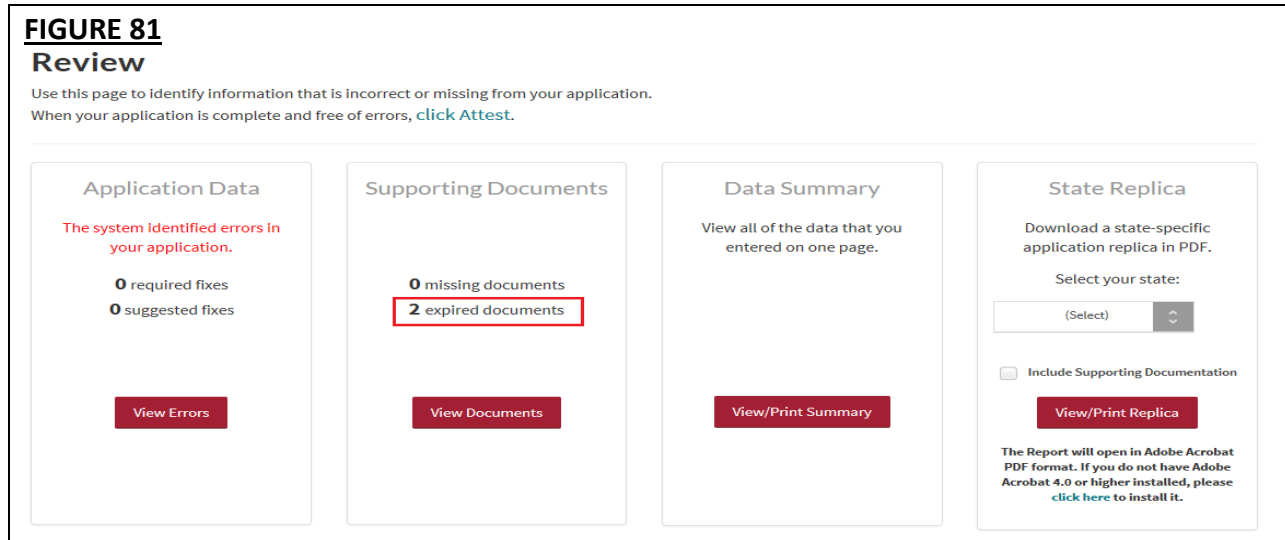 FIGURE 81
Review
Use this page to identify information that is incorrect or missing from your application.
When your application is complete and free of errors, click Attest.
Application Data
The system identified errors in
your application.
0 required fixes
0 suggested fixes
View Errors
Supporting Documents
0 missing documents
2 expired documents
View Documents
Data Summary
View all of the data that you
entered on one page.
View/Print Summary
State Replica
Download a state-specific
application replica in PDF.
Select your state:
(Select)
Include Supporting Documentation
View/Print Replica
The Report will open in Adobe Acrobat
PDF format. If you do not have Adobe
Acrobat 4.0 or higher installed, please
click here to install it.